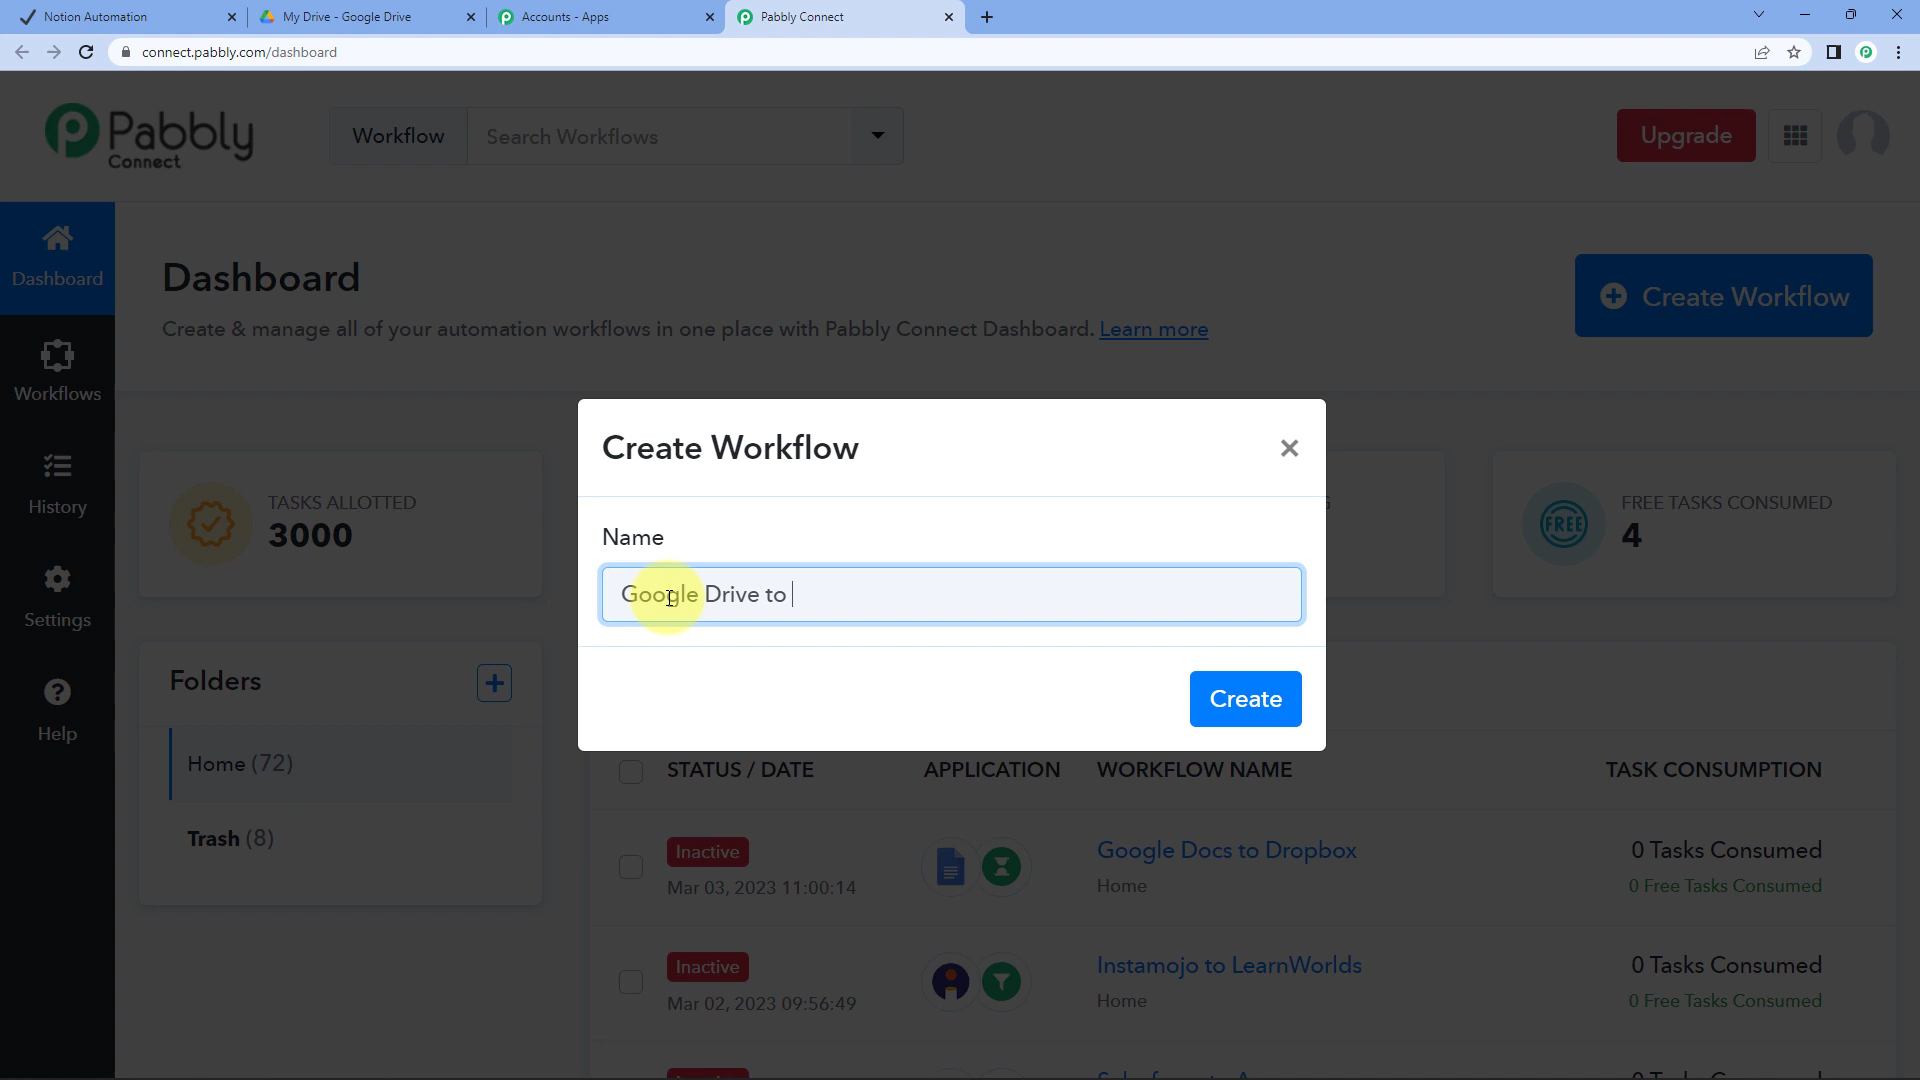 Notion Automation
My Drive - Google Drive
Accounts - Apps
Pabbly Connect
connect.pabbly.com/dashboard
Pabbly
Connect
Workflow
Search Workflows
Upgrade
Dashboard
Workflows
History
Settings
Help
Dashboard
Create & manage all of your automation workflows in one place with Pabbly Connect Dashboard. Learn more
Create Workflow
TASKS ALLOTTED
3000
FREE
FREE TASKS CONSUMED
4
Create Workflow
Name
Google Drive to
Create
Folders
Home (72)
Trash (8)
STATUS / DATE
APPLICATION
WORKFLOW NAME
TASK CONSUMPTION
Inactive
Mar 03, 2023 11:00:14
Google Docs to Dropbox
Home
0 Tasks Consumed
0 Free Tasks Consumed
Inactive
Mar 02, 2023 09:56:49
Instamojo to LearnWorlds
Home
0 Tasks Consumed
0 Free Tasks Consumed